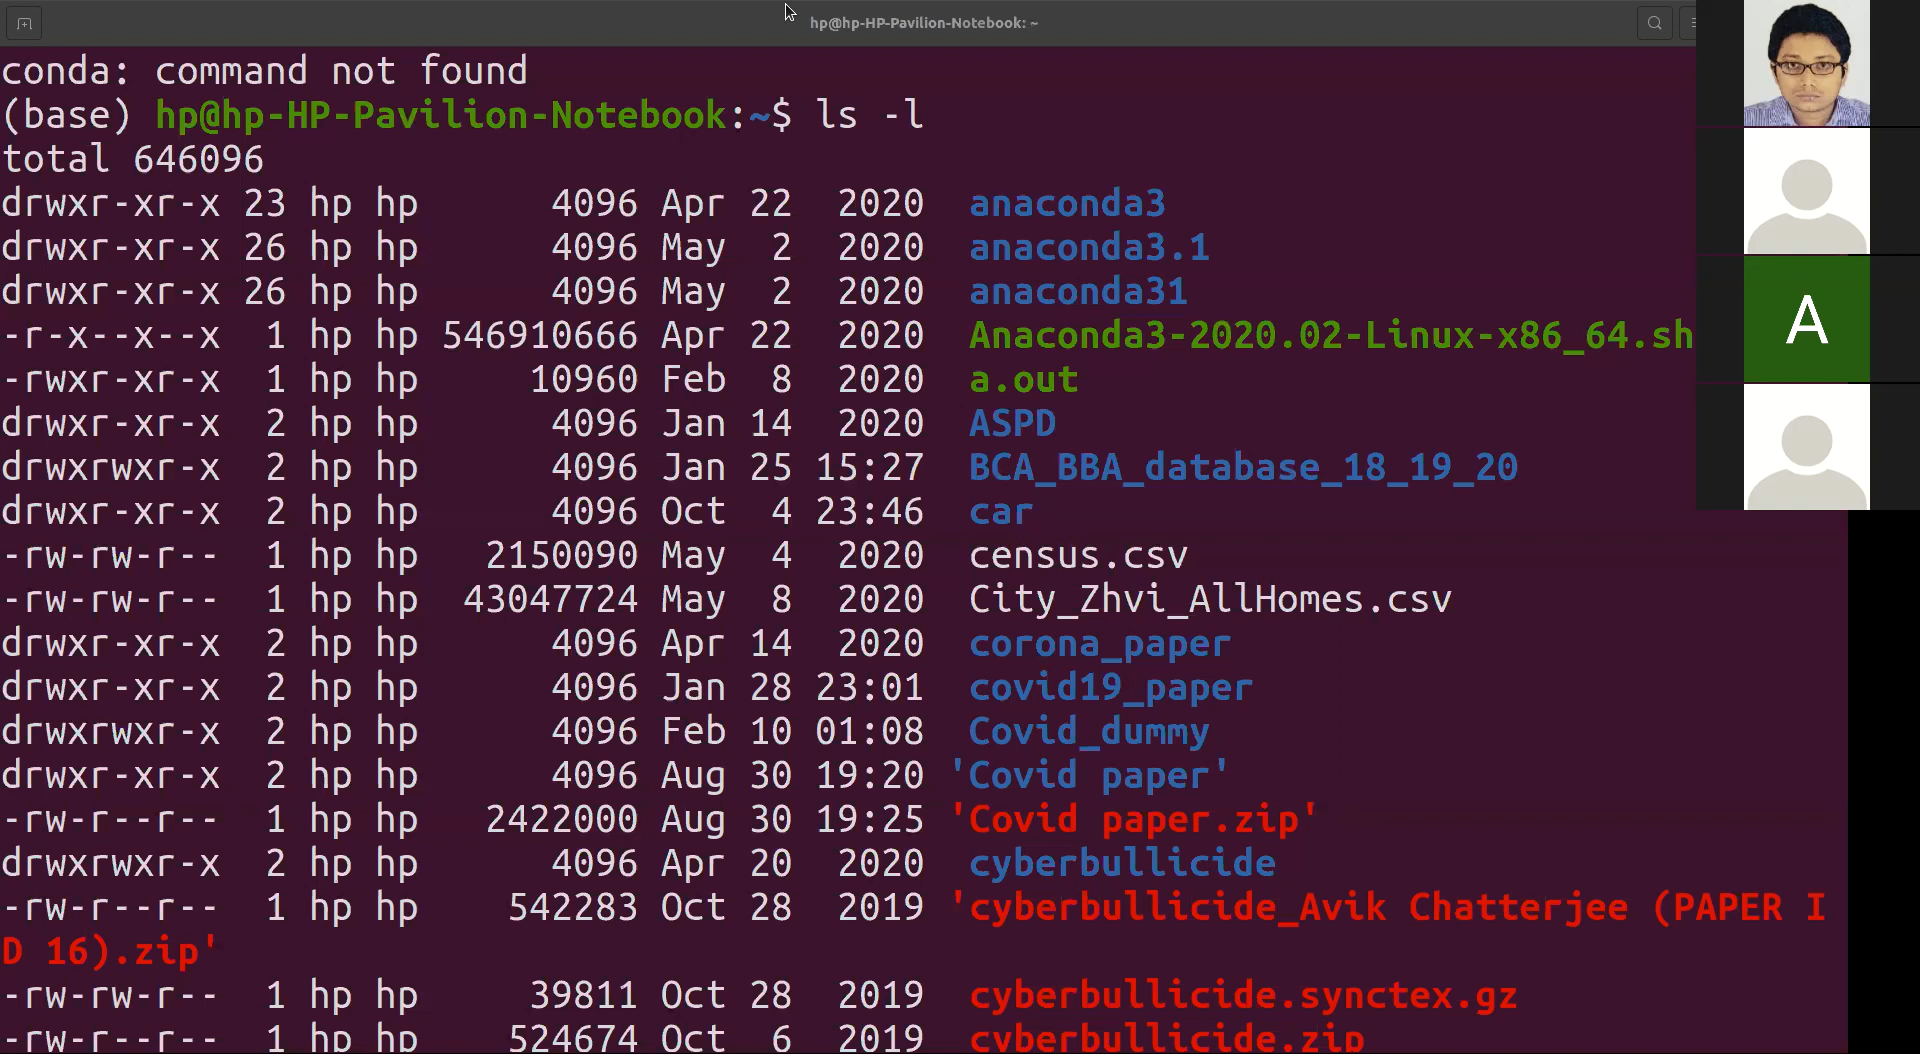 hp@hp-HP-Pavilion-Notebook: ~
conda: command not found
(base) hp@hp-HP-Pavilion-Notebook:~$ ls -l
total 646096
drwxr-xr-x 23 hp hp      4096 Apr 22  2020  anaconda3
drwxr-xr-x 26 hp hp      4096 May  2  2020  anaconda3.1
drwxr-xr-x 26 hp hp      4096 May  2  2020  anaconda31
-r-x--x--x  1 hp hp 546910666 Apr 22  2020  Anaconda3-2020.02-Linux-x86_64.sh
-rwxr-xr-x  1 hp hp     10960 Feb  8  2020  a.out
drwxr-xr-x  2 hp hp      4096 Jan 14  2020  ASPD
drwxrwxr-x  2 hp hp      4096 Jan 25 15:27  BCA_BBA_database_18_19_20
drwxr-xr-x  2 hp hp      4096 Oct  4 23:46  car
-rw-rw-r--  1 hp hp   2150090 May  4  2020  census.csv
-rw-rw-r--  1 hp hp  43047724 May  8  2020  City_Zhvi_AllHomes.csv
drwxr-xr-x  2 hp hp      4096 Apr 14  2020  corona_paper
drwxr-xr-x  2 hp hp      4096 Jan 28 23:01  covid19_paper
drwxrwxr-x  2 hp hp      4096 Feb 10 01:08  Covid_dummy
drwxr-xr-x  2 hp hp      4096 Aug 30 19:20 'Covid paper'
-rw-r--r--  1 hp hp   2422000 Aug 30 19:25 'Covid paper.zip'
drwxrwxr-x  2 hp hp      4096 Apr 20  2020  cyberbullicide
-rw-r--r--  1 hp hp    542283 Oct 28  2019 'cyberbullicide_Avik Chatterjee (PAPER I
D 16).zip'
-rw-rw-r--  1 hp hp     39811 Oct 28  2019  cyberbullicide.synctex.gz
-rw-r--r--  1 hp hp    524674 Oct  6  2019  cyberbullicide.zip
A